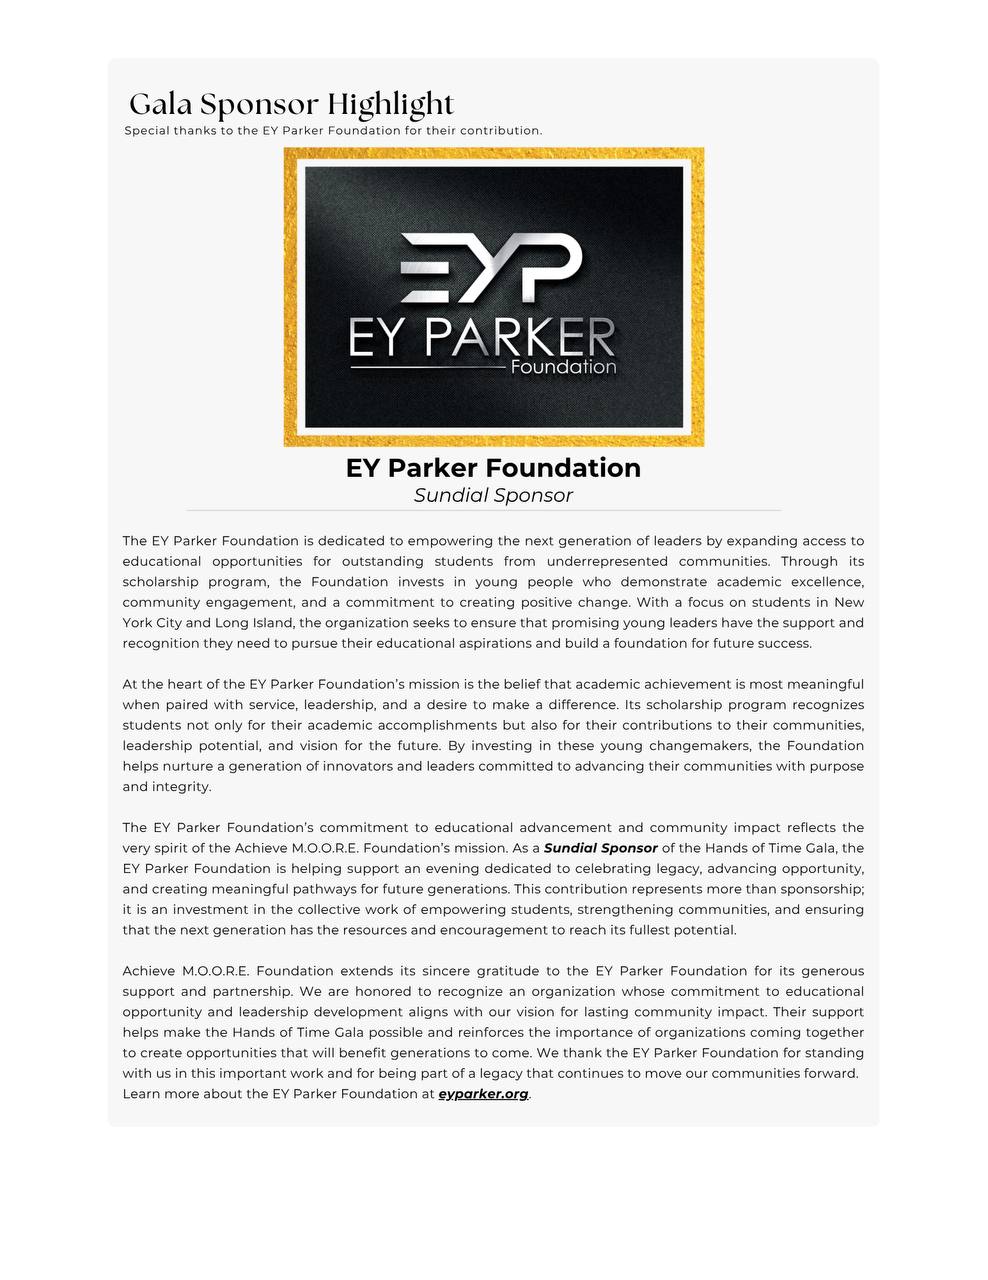 Gala Sponsor Highlight
Special thanks to the EY Parker Foundation for their contribution.
EYP
EY PARKER
Foundation
EY Parker Foundation
Sundial Sponsor
The EY Parker Foundation is dedicated to empowering the next generation of leaders by expanding access to
educational opportunities for outstanding students from underrepresented communities. Through its
scholarship program, the Foundation invests in young people who demonstrate academic excellence,
community engagement, and a commitment to creating positive change. With a focus on students in New
York City and Long Island, the organization seeks to ensure that promising young leaders have the support and
recognition they need to pursue their educational aspirations and build a foundation for future success.
At the heart of the EY Parker Foundation’s mission is the belief that academic achievement is most meaningful
when paired with service, leadership, and a desire to make a difference. Its scholarship program recognizes
students not only for their academic accomplishments but also for their contributions to their communities,
leadership potential, and vision for the future. By investing in these young changemakers, the Foundation
helps nurture a generation of innovators and leaders committed to advancing their communities with purpose
and integrity.
The EY Parker Foundation’s commitment to educational advancement and community impact reflects the
very spirit of the Achieve M.O.O.R.E. Foundation’s mission. As a Sundial Sponsor of the Hands of Time Gala, the
EY Parker Foundation is helping support an evening dedicated to celebrating legacy, advancing opportunity,
and creating meaningful pathways for future generations. This contribution represents more than sponsorship;
it is an investment in the collective work of empowering students, strengthening communities, and ensuring
that the next generation has the resources and encouragement to reach its fullest potential.
Achieve M.O.O.R.E. Foundation extends its sincere gratitude to the EY Parker Foundation for its generous
support and partnership. We are honored to recognize an organization whose commitment to educational
opportunity and leadership development aligns with our vision for lasting community impact. Their support
helps make the Hands of Time Gala possible and reinforces the importance of organizations coming together
to create opportunities that will benefit generations to come. We thank the EY Parker Foundation for standing
with us in this important work and for being part of a legacy that continues to move our communities forward.
Learn more about the EY Parker Foundation at eyparker.org.